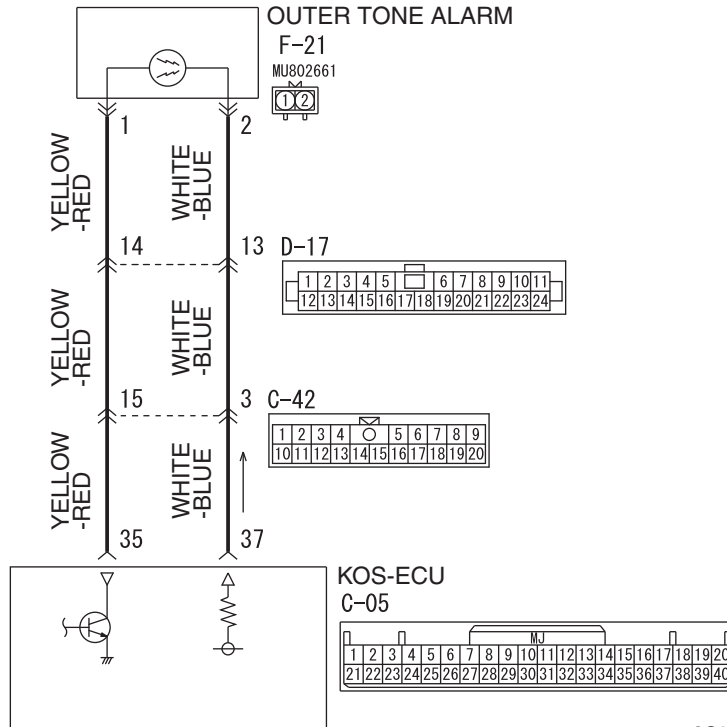 OUTER TONE ALARM
F-21
MU802661
1 2
1 2
YELLOW
-RED
WHITE
-BLUE
14 13 D-17
1 2 3 4 5 6 7 8 9 10 11
12 13 14 15 16 17 18 19 20 21 22 23 24
YELLOW
-RED
WHITE
-BLUE
15 3 C-42
1 2 3 4 5 6 7 8 9
10 11 12 13 14 15 16 17 18 19 20
YELLOW
-RED
WHITE
-BLUE
35 37
KOS-ECU
C-05
MJ
1 2 3 4 5 6 7 8 9 10 11 12 13 14 15 16 17 18 19 20
21 22 23 24 25 26 27 28 29 30 31 32 33 34 35 36 37 38 39 40